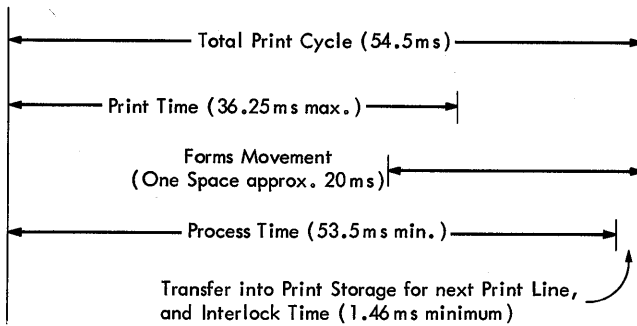 Total Print Cycle (54.5ms)
Print Time (36.25ms max.)
Forms Movement
(One Space approx. 20ms)
Process Time (53.5ms min.)
Transfer into Print Storage for next Print Line,
and Interlock Time (1.46ms minimum)